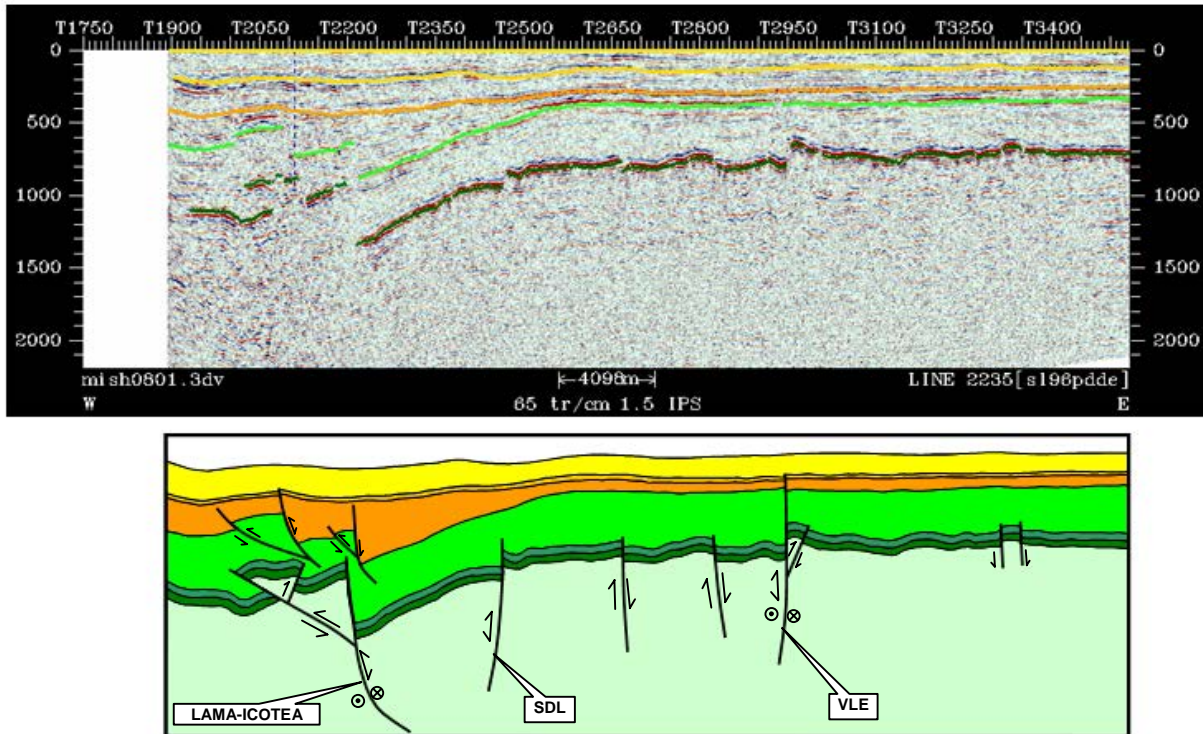 T1750 T1900 T2050 T2200 T2350 T2500 T2650 T2800 T2950 T3100 T3250 T3400
0 0
500 500
1000 1000
1500 1500
2000 2000
mish0801.3dv 4098m LINE 2235[sl96pdde]
W 65 tr/cm 1.5 IPS E
LAMA-ICOTEA SDL VLE